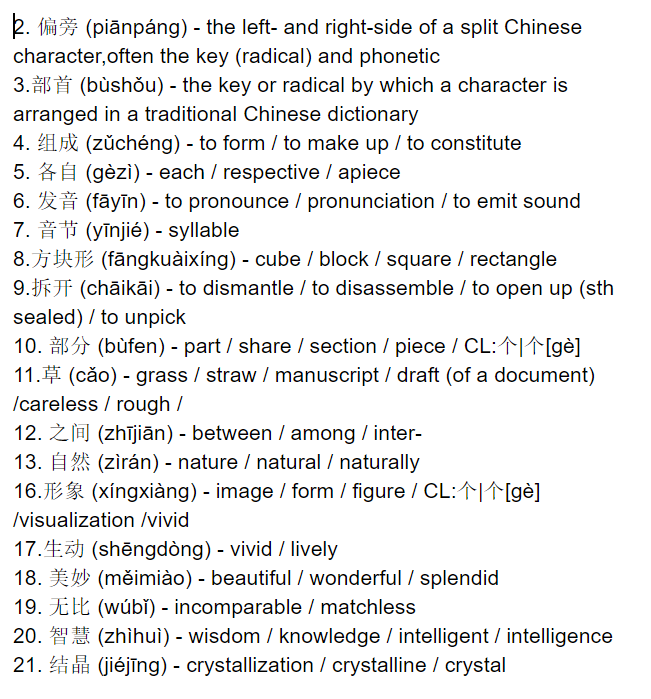 2. 偏旁 (piānpáng) - the left- and right-side of a split Chinese
character,often the key (radical) and phonetic
3.部首 (bùshǒu) - the key or radical by which a character is
arranged in a traditional Chinese dictionary
4. 组成 (zǔchéng) - to form / to make up / to constitute
5. 各自 (gèzì) - each / respective / apiece
6. 发音 (fāyīn) - to pronounce / pronunciation / to emit sound
7. 音节 (yīnjié) - syllable
8.方块形 (fāngkuàixíng) - cube / block / square / rectangle
9.拆开 (chāikāi) - to dismantle / to disassemble / to open up (sth
sealed) / to unpick
10. 部分 (bùfen) - part / share / section / piece / CL:个|个[gè]
11.草 (cǎo) - grass / straw / manuscript / draft (of a document)
/careless / rough /
12. 之间 (zhījiān) - between / among / inter-
13. 自然 (zìrán) - nature / natural / naturally
16.形象 (xíngxiàng) - image / form / figure / CL:个|个[gè]
/visualization /vivid
17.生动 (shēngdòng) - vivid / lively
18. 美妙 (měimiào) - beautiful / wonderful / splendid
19. 无比 (wúbǐ) - incomparable / matchless
20. 智慧 (zhìhuì) - wisdom / knowledge / intelligent / intelligence
21. 结晶 (jiéjīng) - crystallization / crystalline / crystal